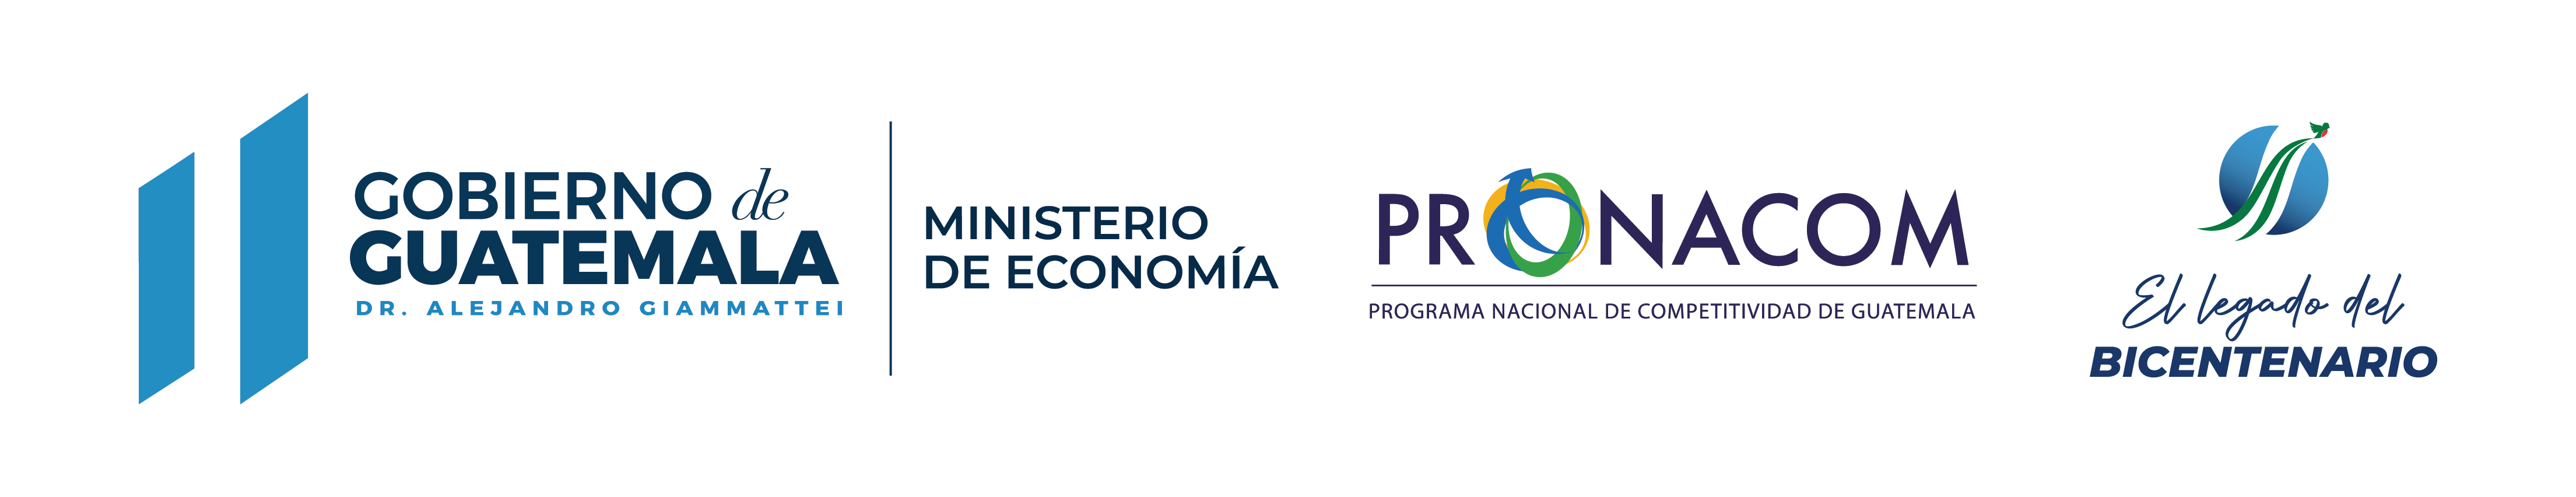 GOBIERNO de
GUATEMALA
DR. ALEJANDRO GIAMMATTEI
MINISTERIO
DE ECONOMÍA
PRONACOM
PROGRAMA NACIONAL DE COMPETITIVIDAD DE GUATEMALA
El legado del
BICENTENARIO